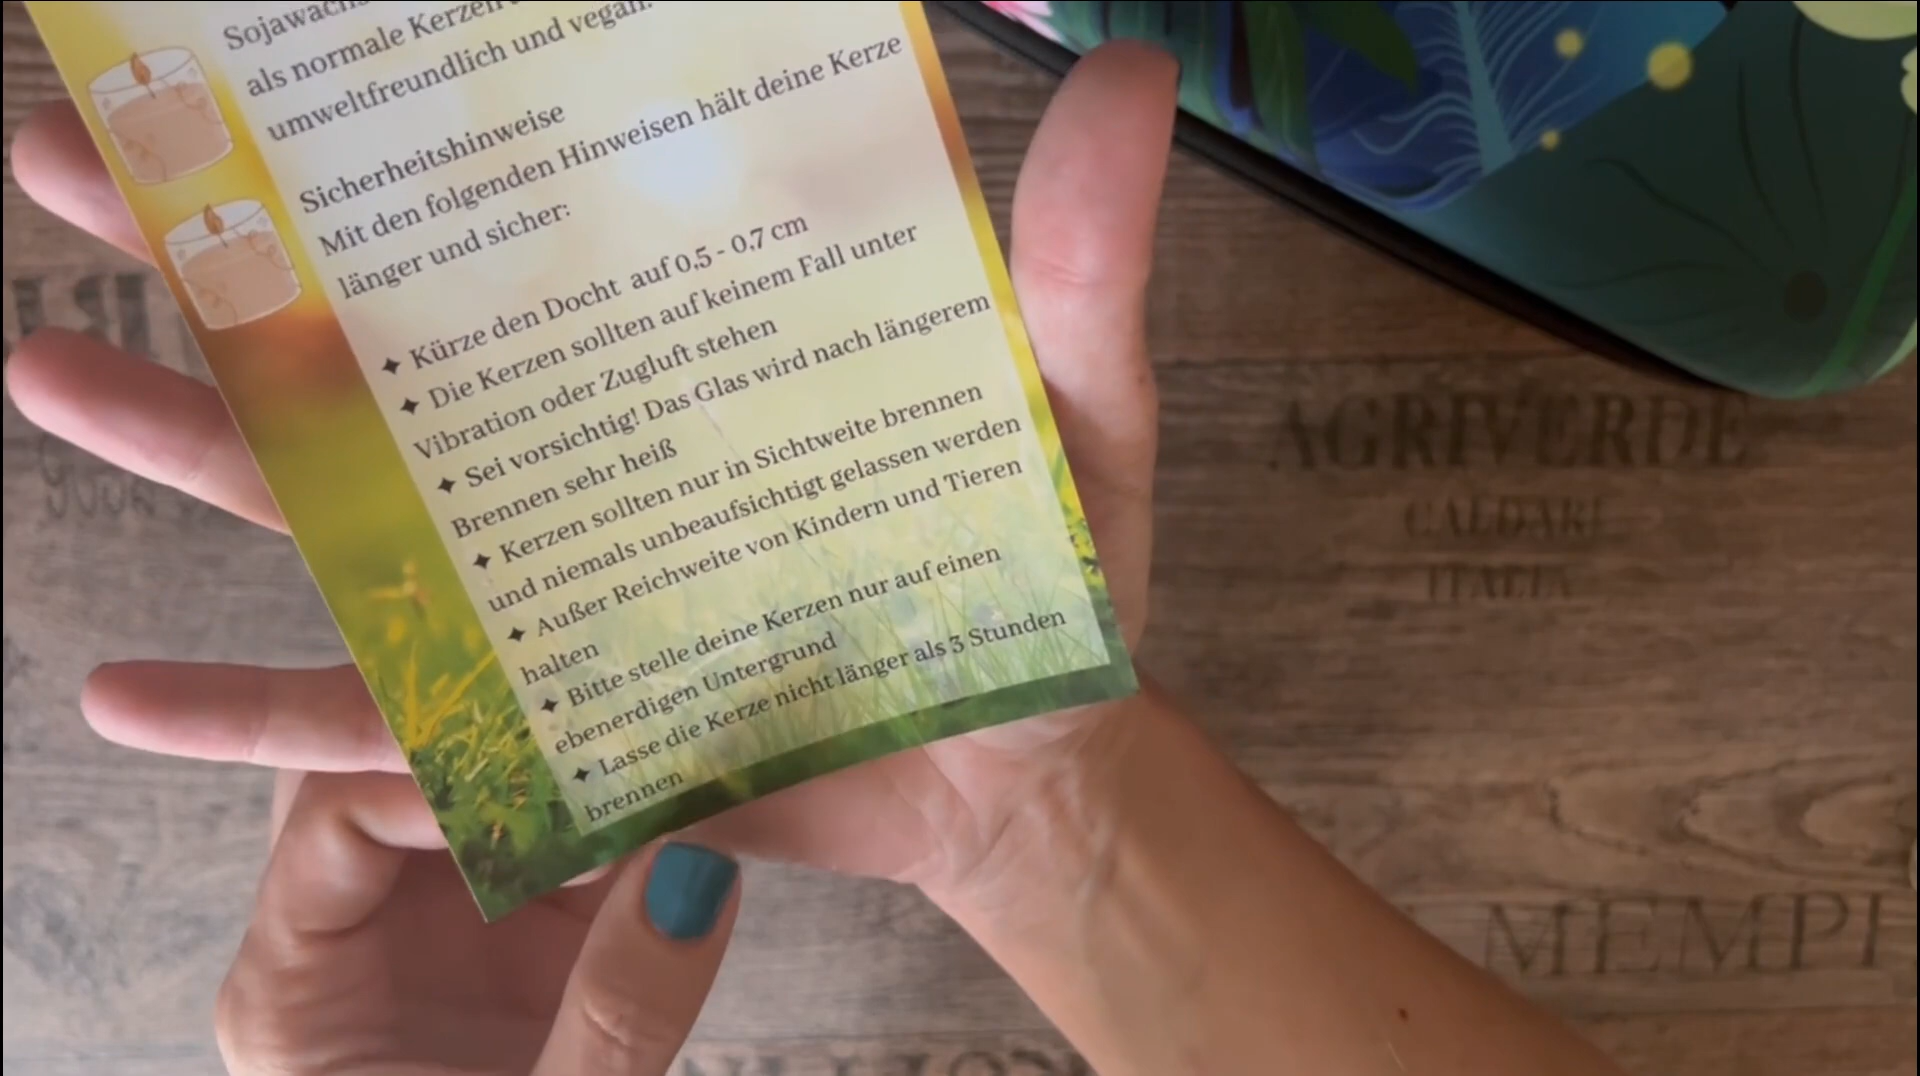 Sojawachs
als normale Kerzen
umweltfreundlich und vegan.
Sicherheitshinweise
Mit den folgenden Hinweisen hält deine Kerze
länger und sicher:
✦ Kürze den Docht auf 0,5 - 0,7 cm
✦ Die Kerzen sollten auf keinem Fall unter
Vibration oder Zugluft stehen
✦ Sei vorsichtig! Das Glas wird nach längerem
Brennen sehr heiß
✦ Kerzen sollten nur in Sichtweite brennen
und niemals unbeaufsichtigt gelassen werden
✦ Außer Reichweite von Kindern und Tieren
halten
✦ Bitte stelle deine Kerzen nur auf einen
ebenerdigen Untergrund
✦ Lasse die Kerze nicht länger als 3 Stunden
brennen
AGRIVERDE
CALDARI
ITALIA
MEMPI